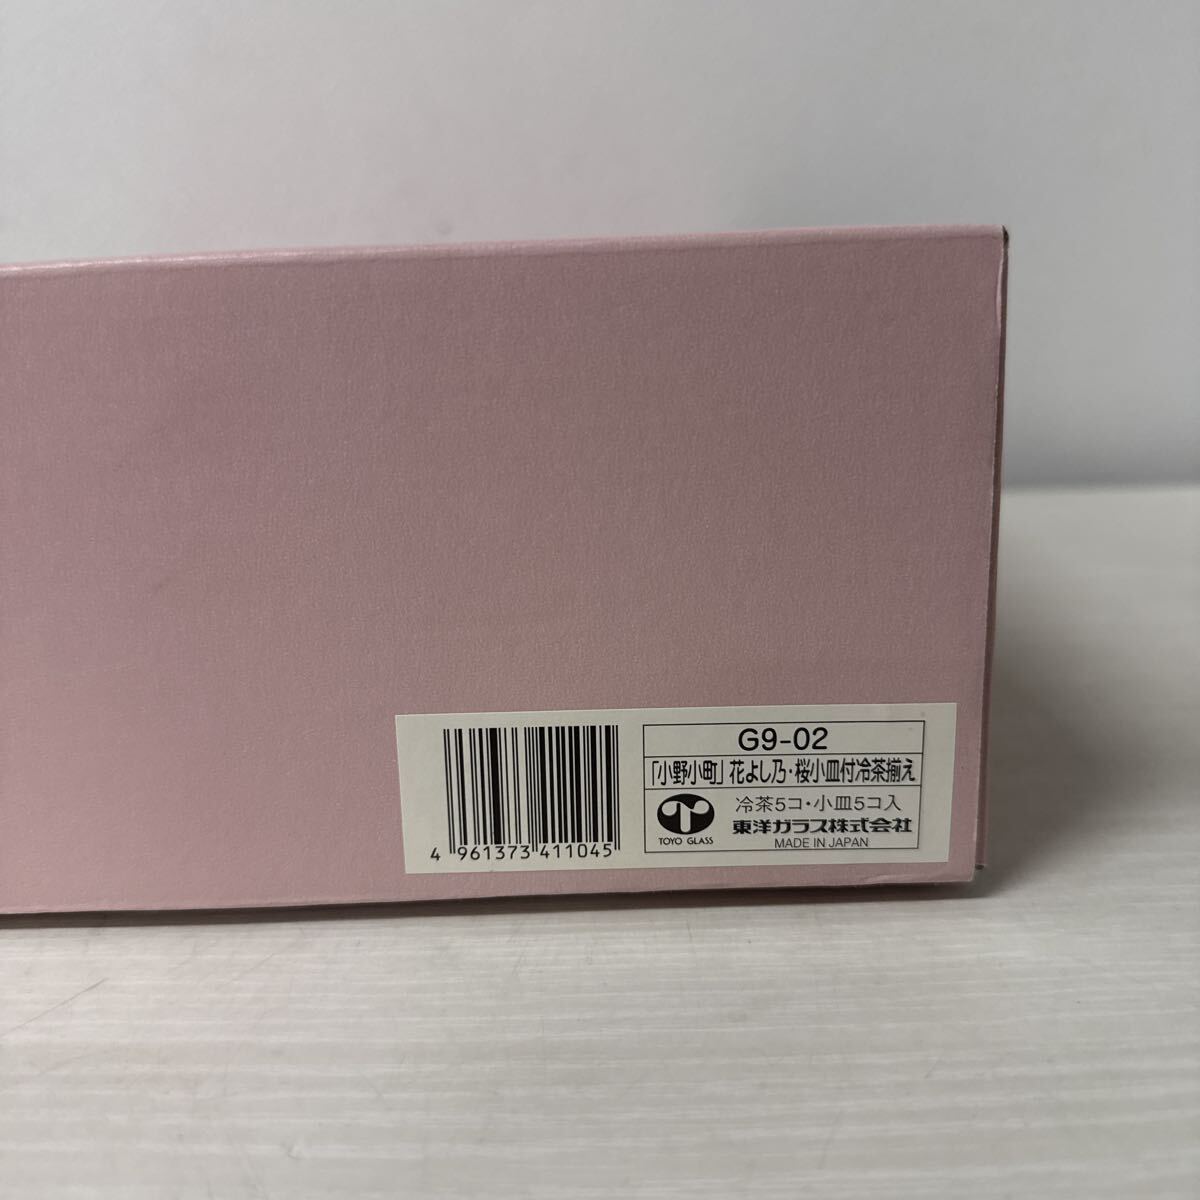 G9-02
「小野小町」花よし乃・桜小皿付冷茶揃え
冷茶5コ・小皿5コ入
東洋ガラス株式会社
TOYO GLASS
MADE IN JAPAN
4 961373 411045